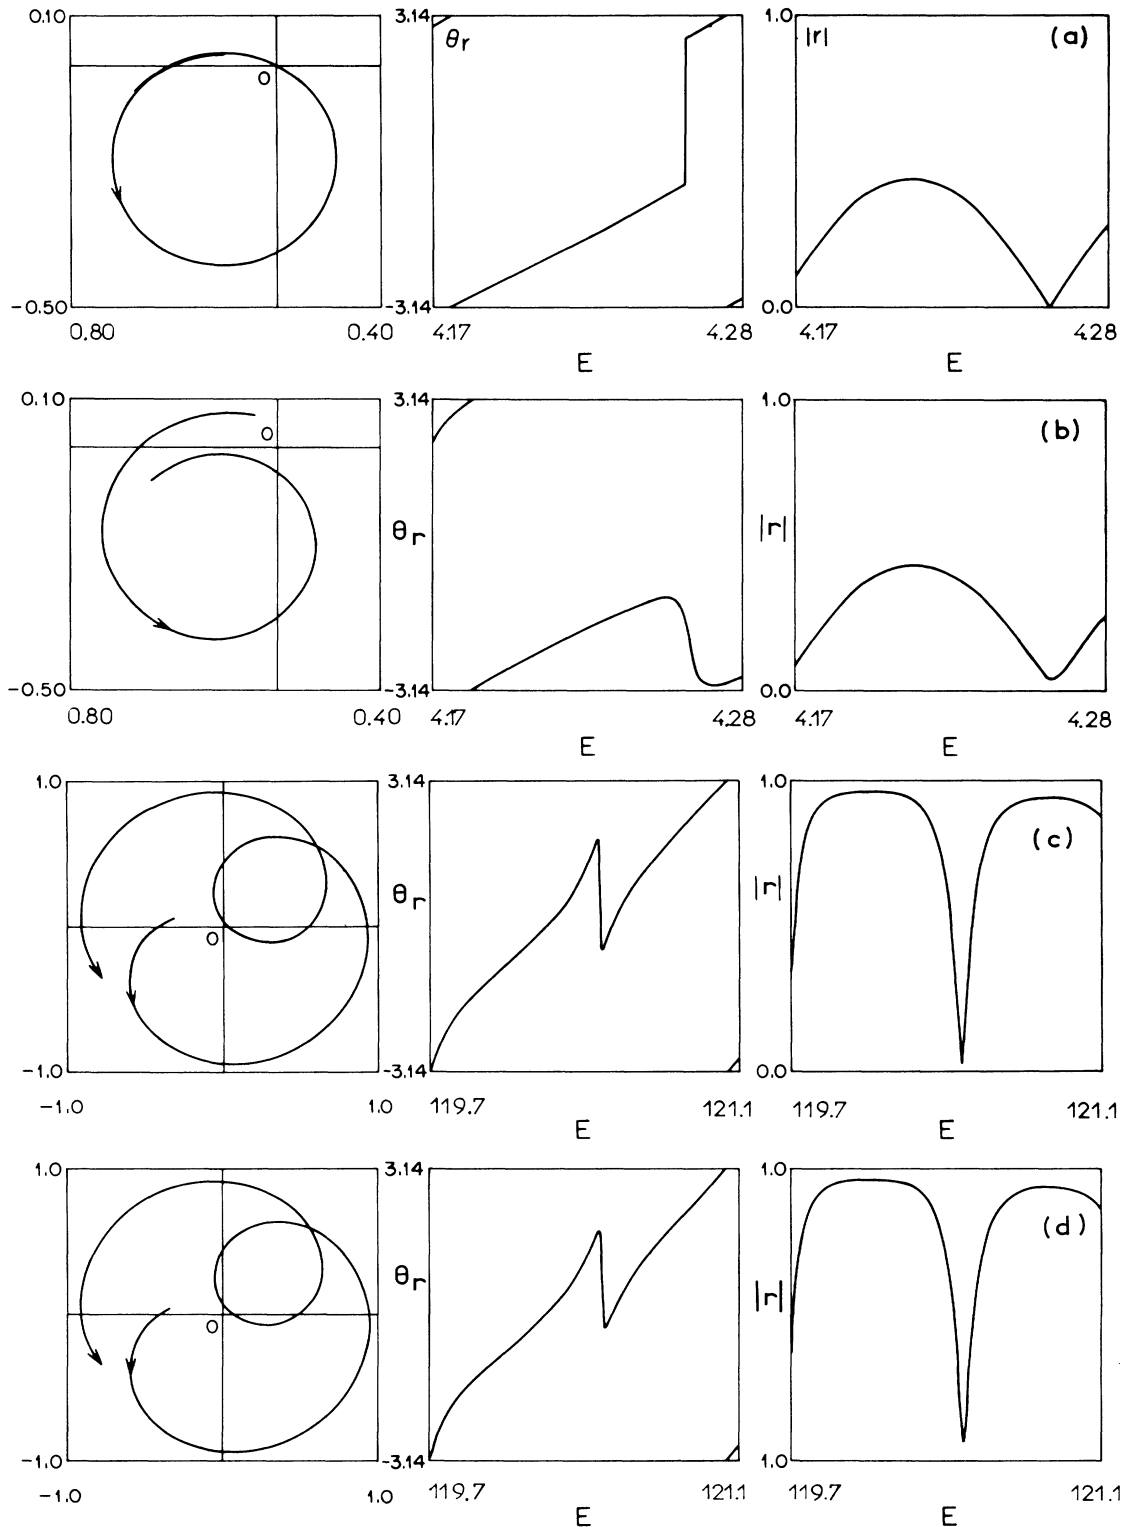 0.10 3.14 θr 1.0 |r| (a)
O
-0.50 -3.14 0.0
0.80 0.40 4.17 4.28 4.17 4.28
E E
0.10 3.14 1.0 (b)
O
θr |r|
-0.50 -3.14 0.0
0.80 0.40 4.17 4.28 4.17 4.28
E E
1.0 3.14 1.0 (c)
θr |r|
O
-1.0 -3.14 0.0
-1.0 1.0 119.7 121.1 119.7 121.1
E E
1.0 3.14 1.0 (d)
θr |r|
O
-1.0 -3.14 1.0
-1.0 1.0 119.7 121.1 119.7 121.1
E E